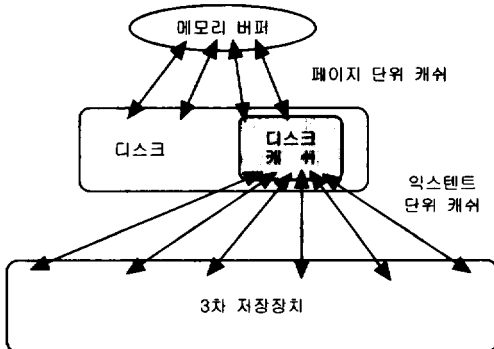 메모리 버퍼
페이지 단위 캐쉬
디스크
디스크
캐 쉬
익스텐트
단위 캐쉬
3차 저장장치